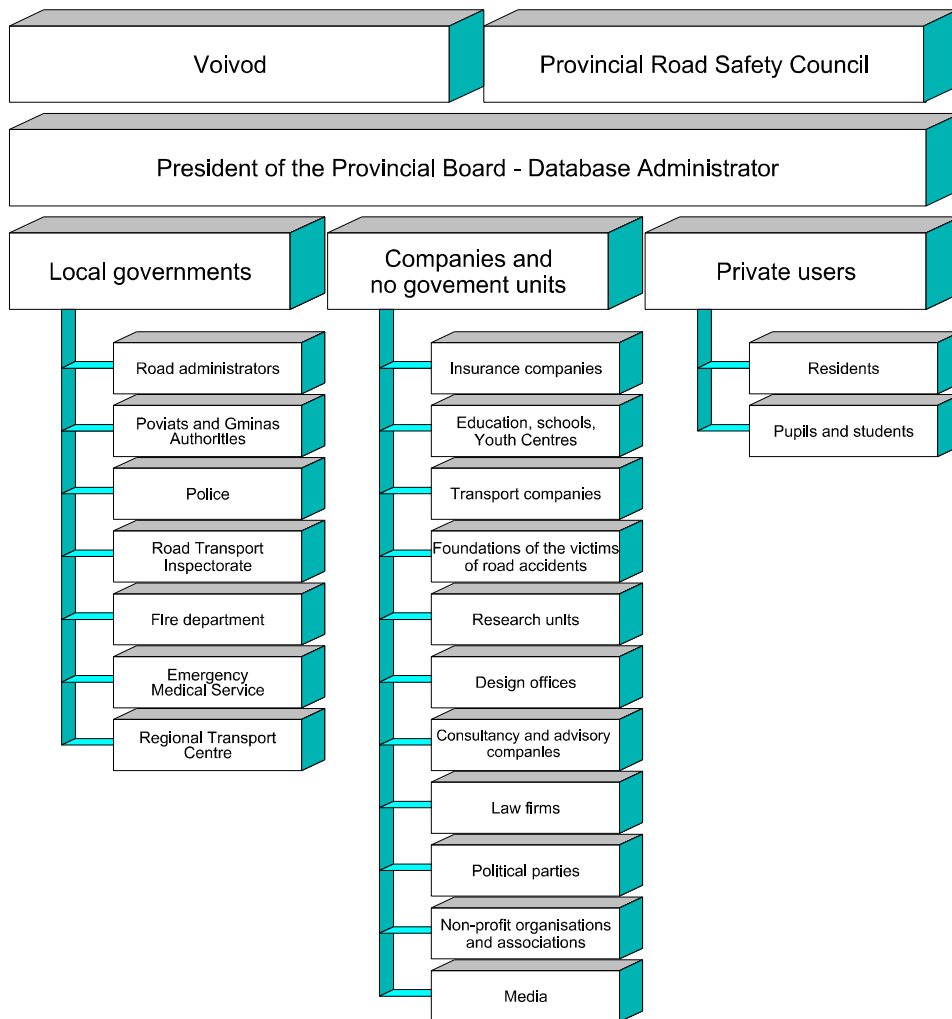 Voivod
Provincial Road Safety Council
President of the Provincial Board - Database Administrator
Local governments
Companies and
no govement units
Private users
Road administrators
Poviats and Gminas
Authorltles
Police
Road Transport
Inspectorate
Flre department
Emergency
Medical Service
Regional Transport
Centre
Insurance companies
Education, schools,
Youth Centres
Transport companies
Foundations of the victims
of road accidents
Research units
Design offices
Consultancy and advisory
companies
Law firms
Political parties
Non-profit organisations
and associations
Media
Residents
Pupils and students